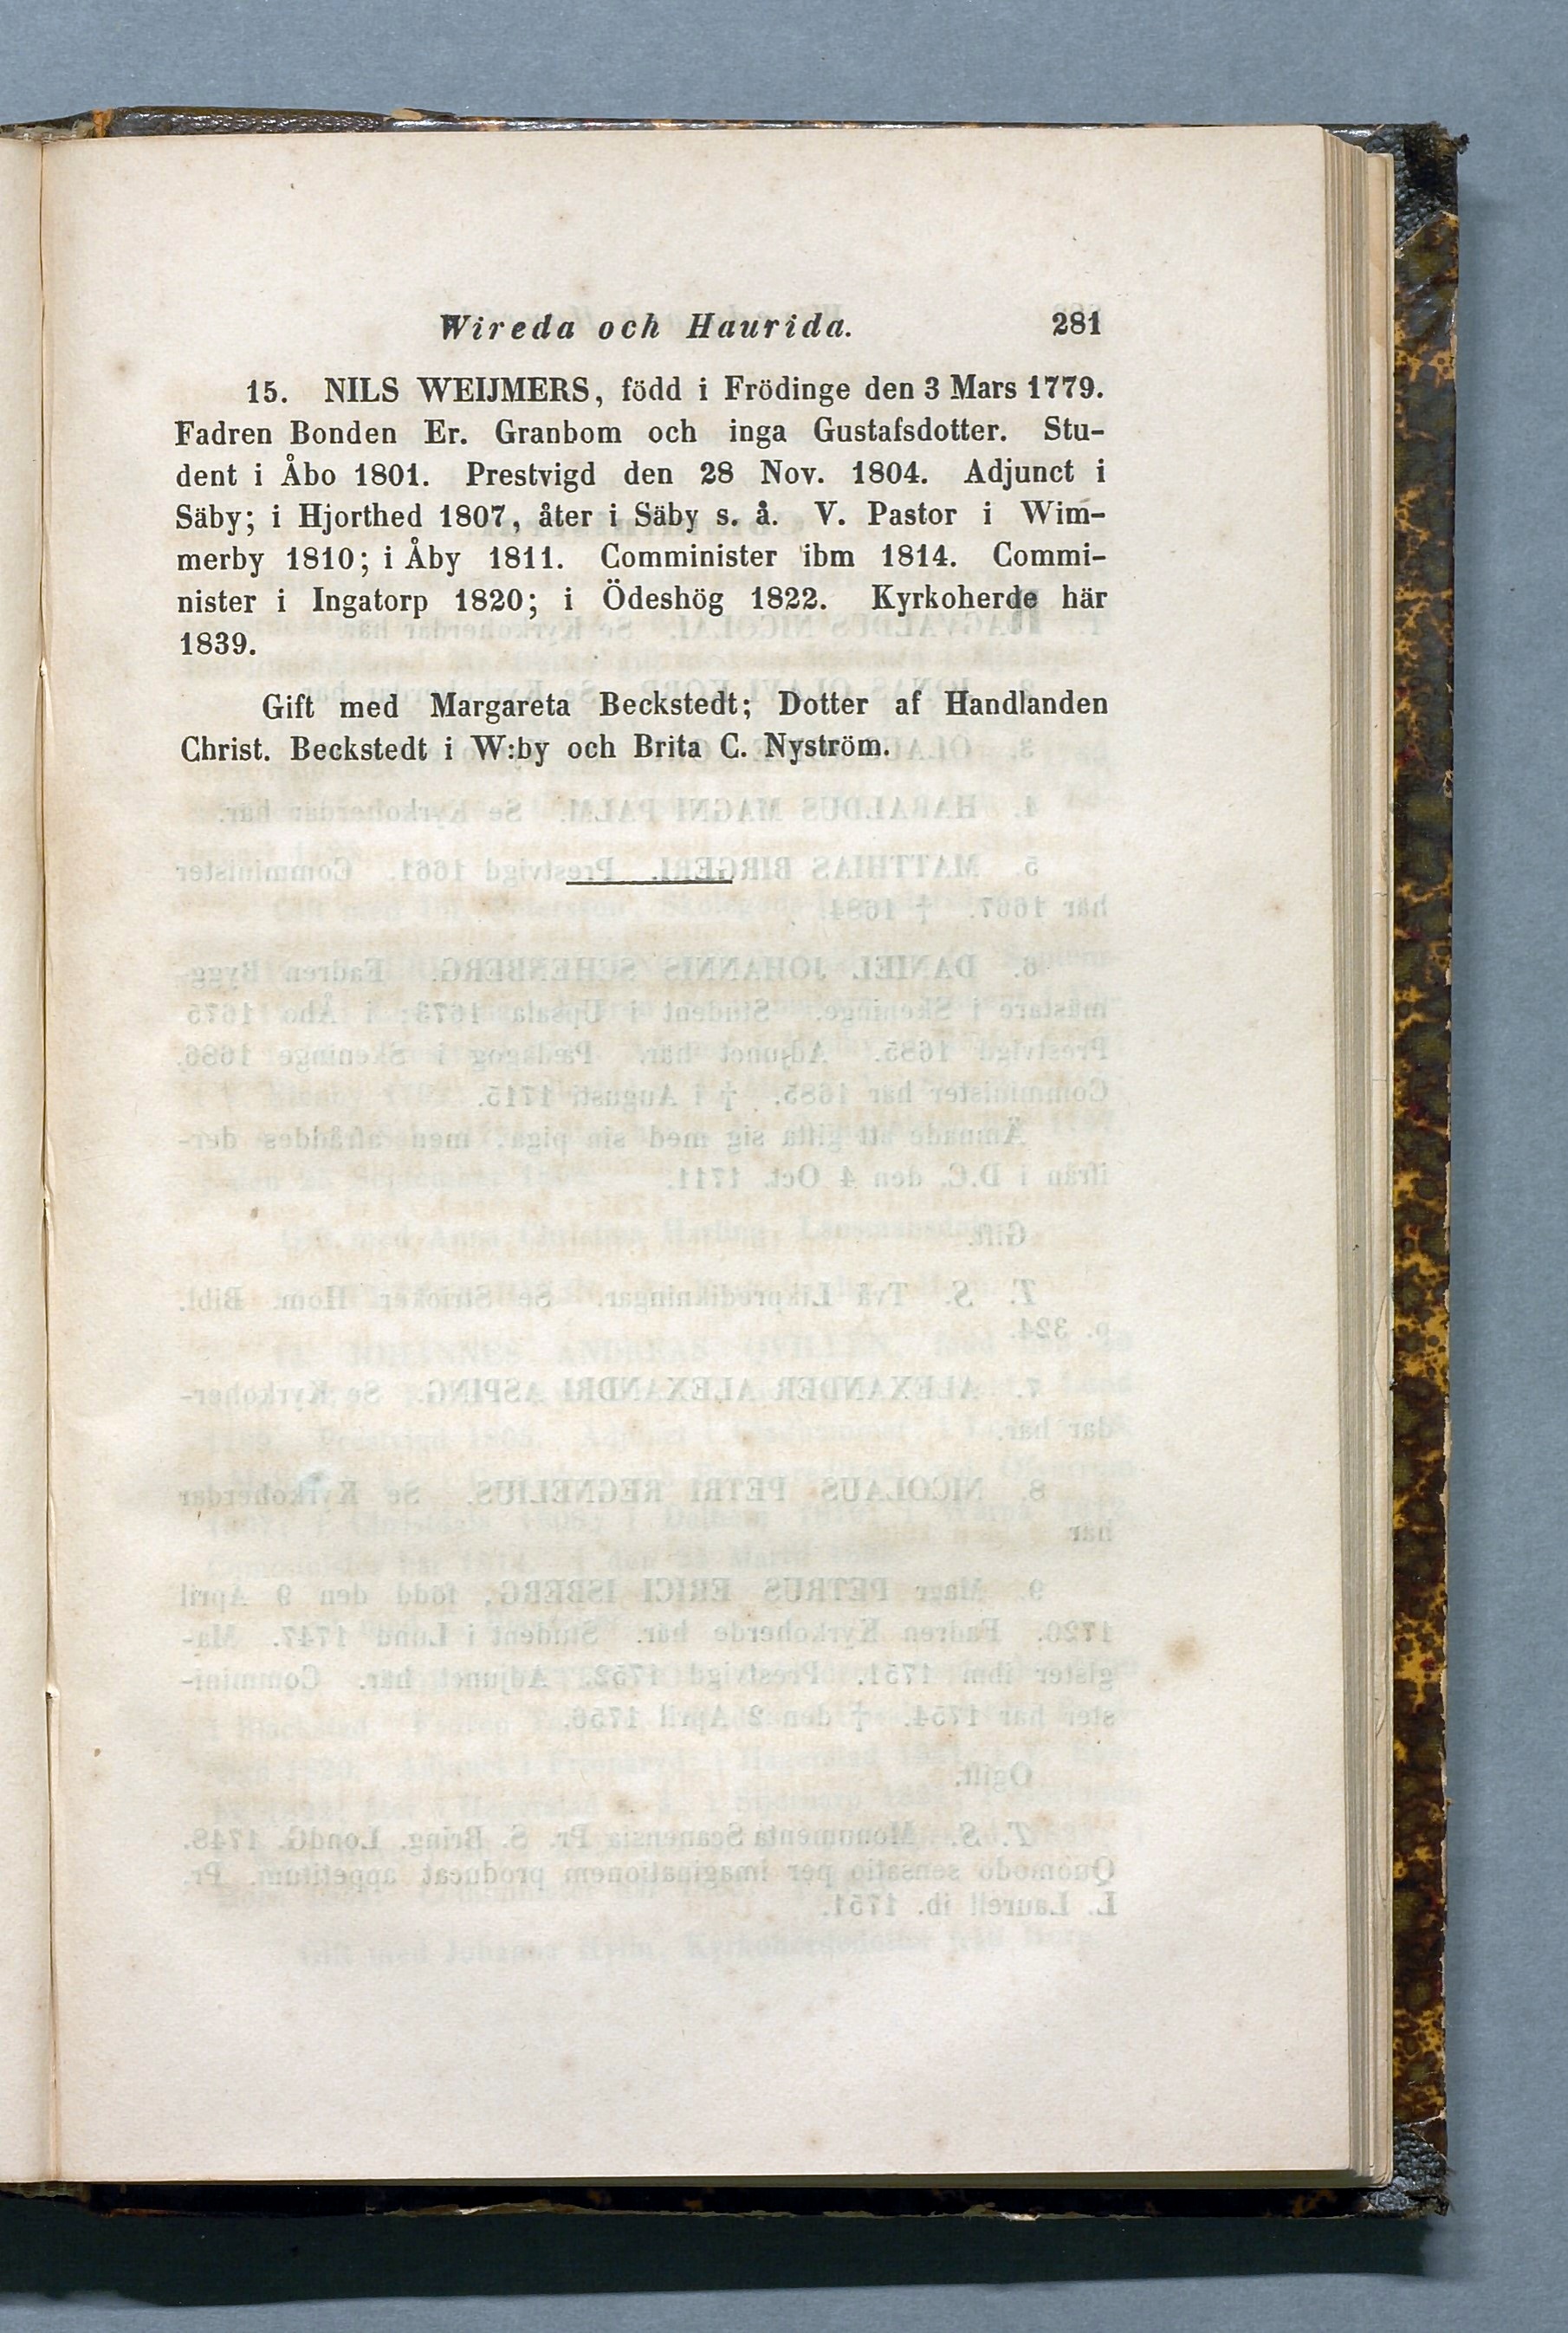 Wireda och Haurida. 281
15. NILS WEIJMERS, född i Frödinge den 3 Mars 1779.
Fadren Bonden Er. Granbom och inga Gustafsdotter. Stu-
dent i Åbo 1801. Prestvigd den 28 Nov. 1804. Adjunct i
Säby; i Hjorthed 1807, åter i Säby s. å. V. Pastor i Wim-
merby 1810; i Åby 1811. Comminister ibm 1814. Commi-
nister i Ingatorp 1820; i Ödeshög 1822. Kyrkoherde här
1839.
Gift med Margareta Beckstedt; Dotter af Handlanden
Christ. Beckstedt i W:by och Brita C. Nyström.